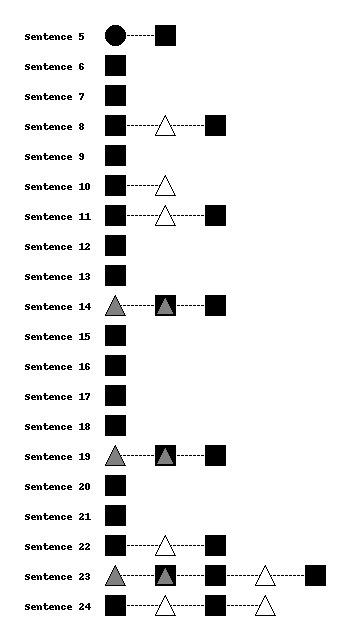 Sentence 5
Sentence 6
Sentence 7
Sentence 8
Sentence 9
Sentence 10
Sentence 11
Sentence 12
Sentence 13
Sentence 14
Sentence 15
Sentence 16
Sentence 17
Sentence 18
Sentence 19
Sentence 20
Sentence 21
Sentence 22
Sentence 23
Sentence 24